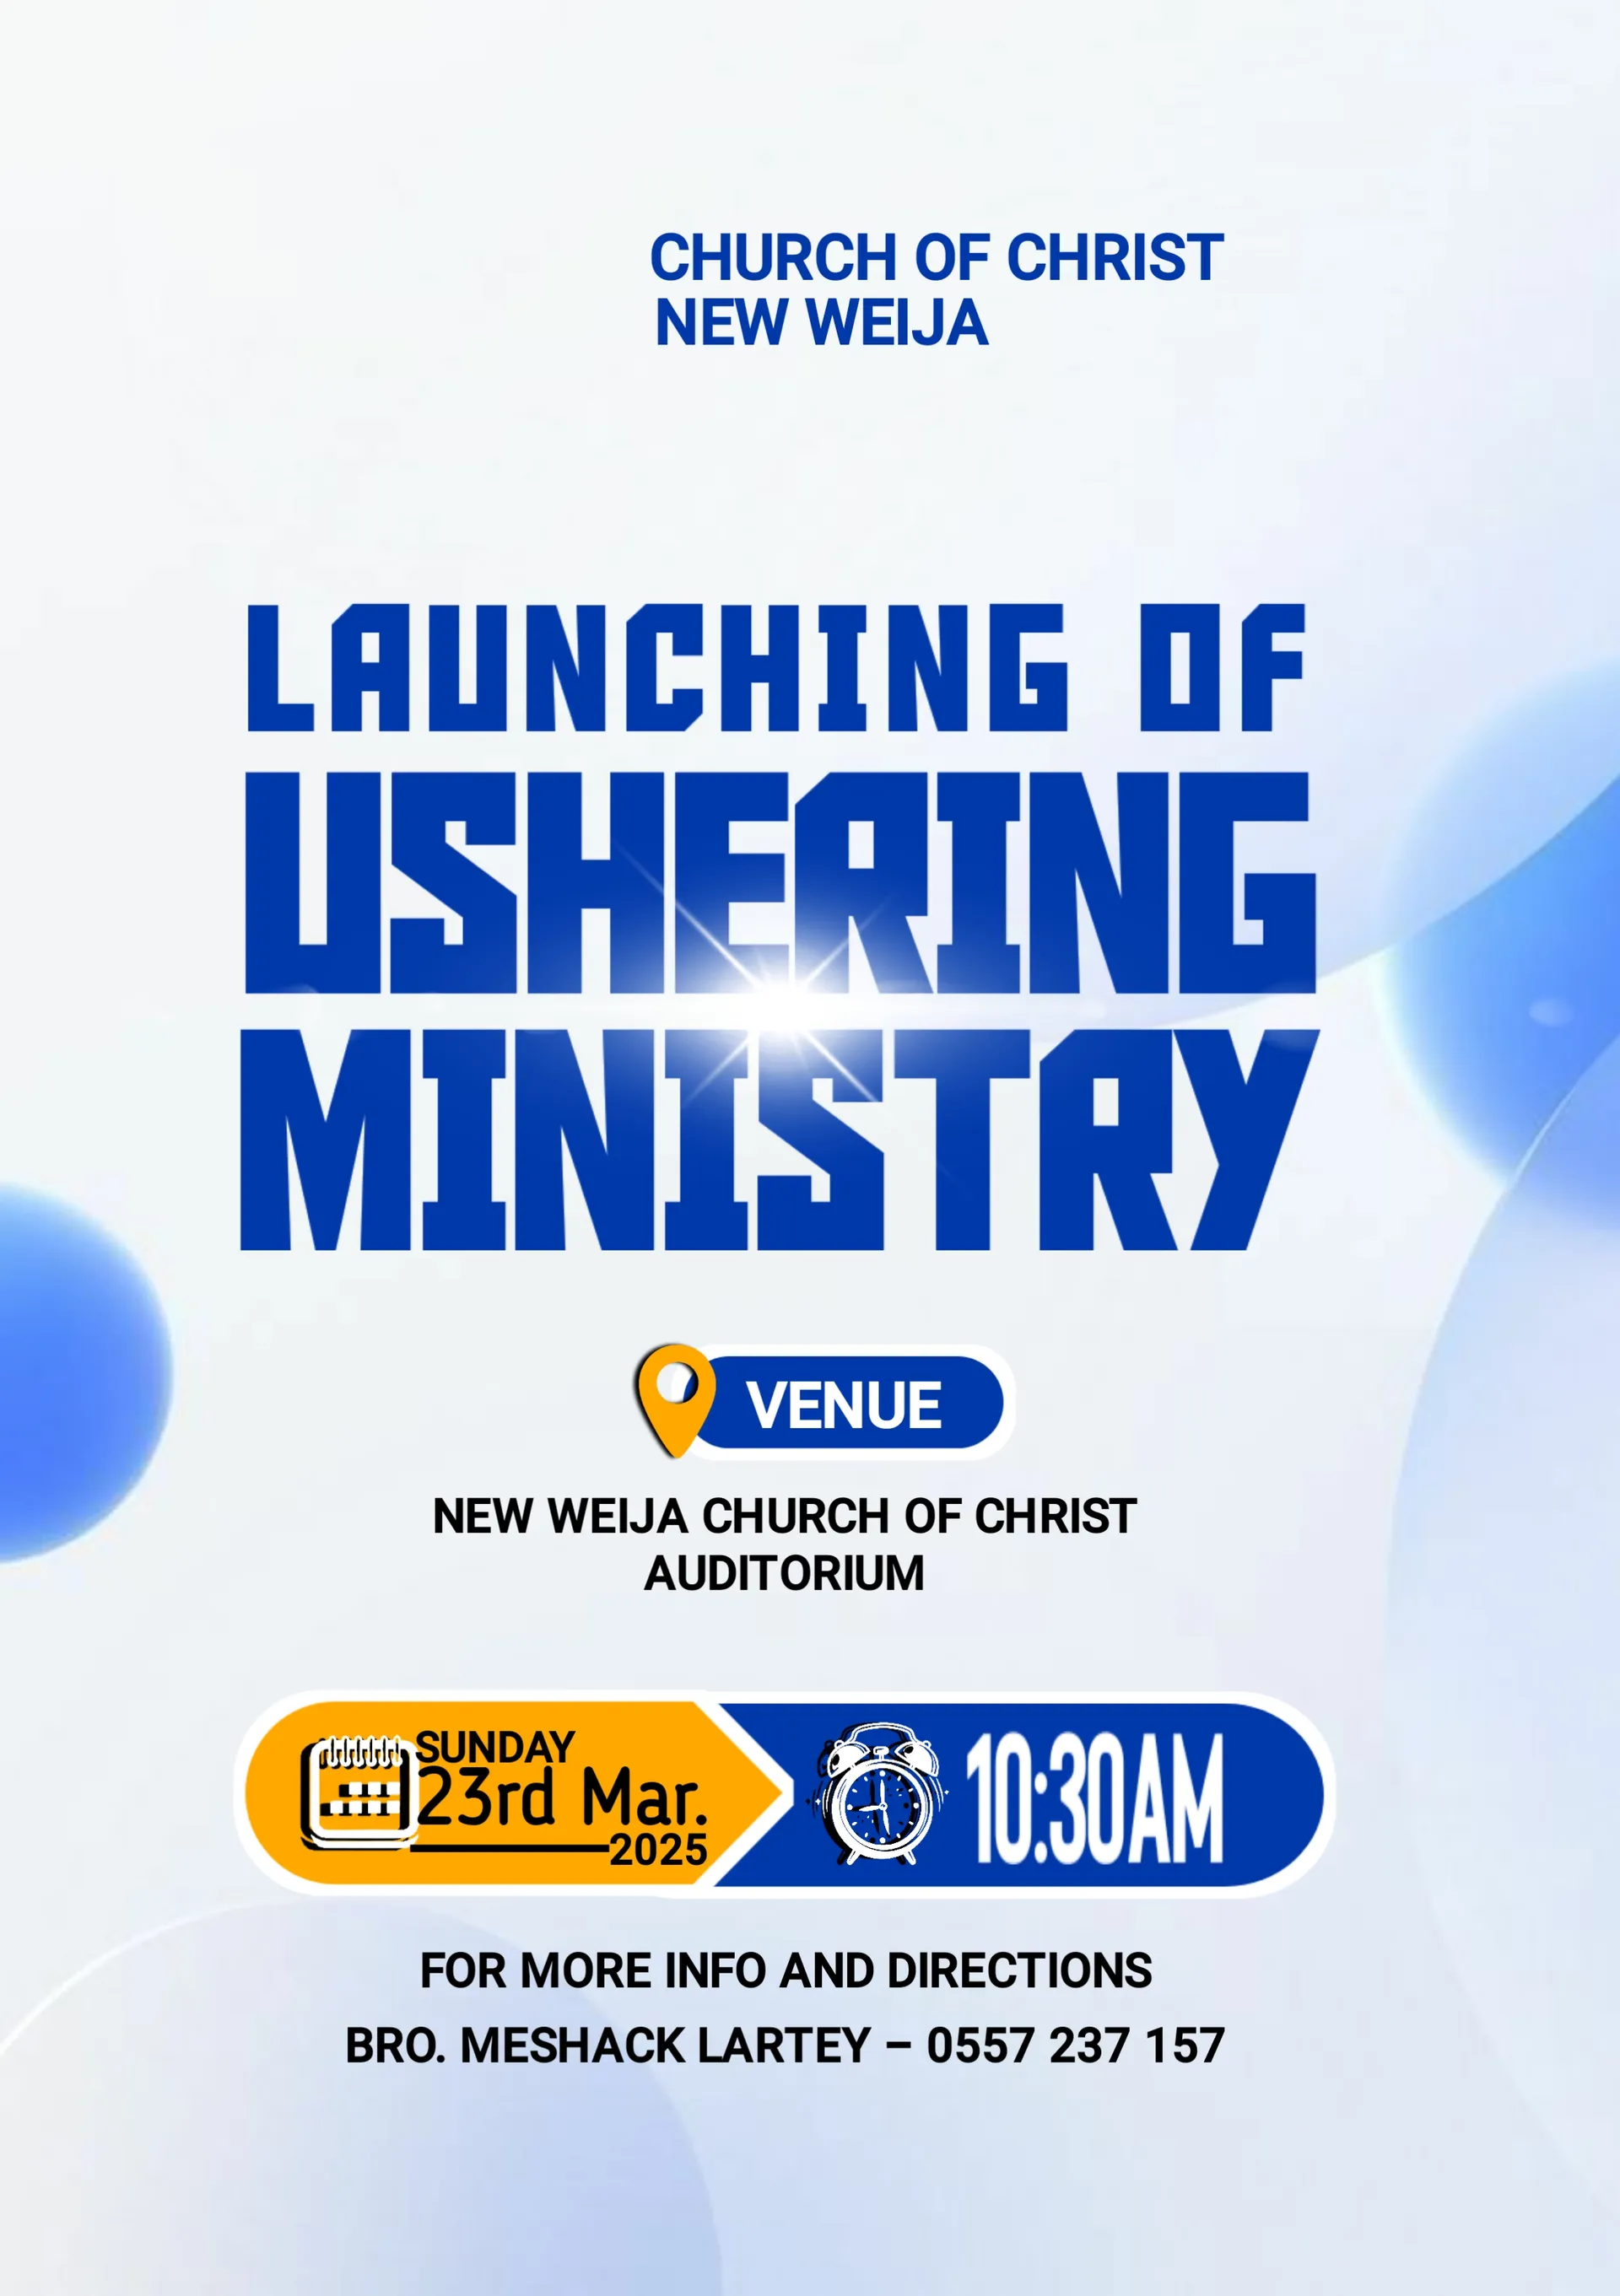 CHURCH OF CHRIST
NEW WEIJA
LAUNCHING OF
USHERING
MINISTRY
VENUE
NEW WEIJA CHURCH OF CHRIST
AUDITORIUM
SUNDAY
23rd Mar.
2025
10:30AM
FOR MORE INFO AND DIRECTIONS
BRO. MESHACK LARTEY – 0557 237 157